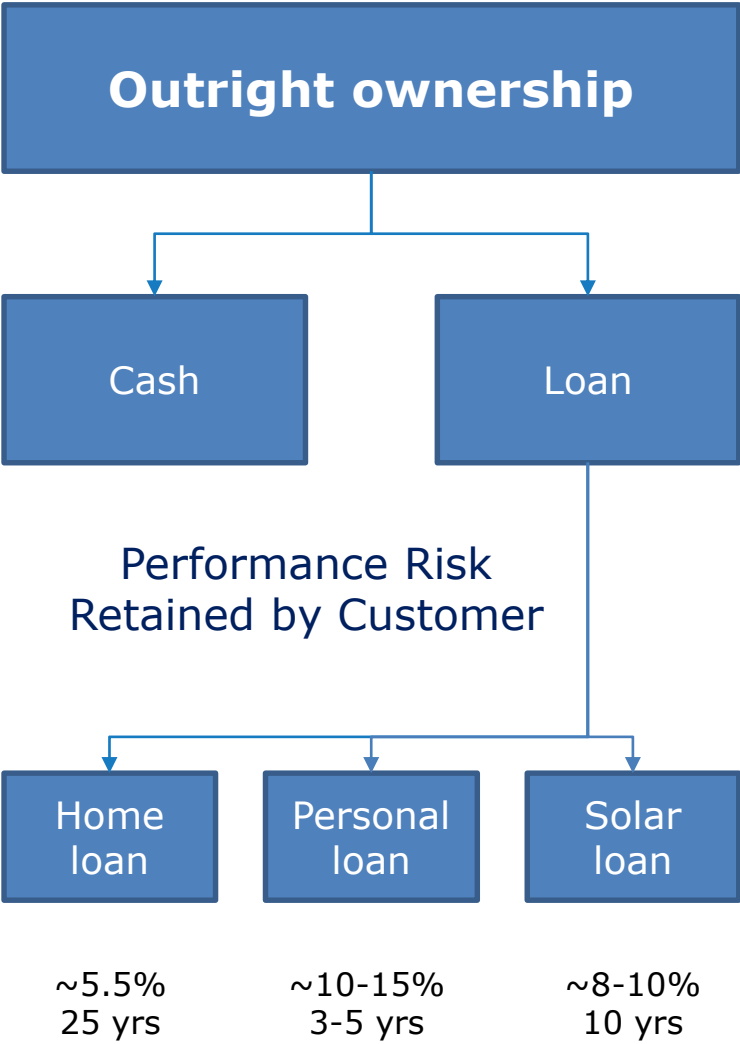 Outright ownership
Cash
Loan
Performance Risk
Retained by Customer
Home
loan
Personal
loan
Solar
loan
~5.5%
25 yrs
~10-15%
3-5 yrs
~8-10%
10 yrs